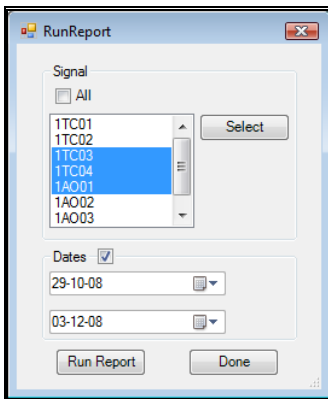 RunReport
Signal
All
1TC01
1TC02
1TC03
1TC04
1AO01
1AO02
1AO03
Select
Dates
29-10-08
03-12-08
Run Report
Done